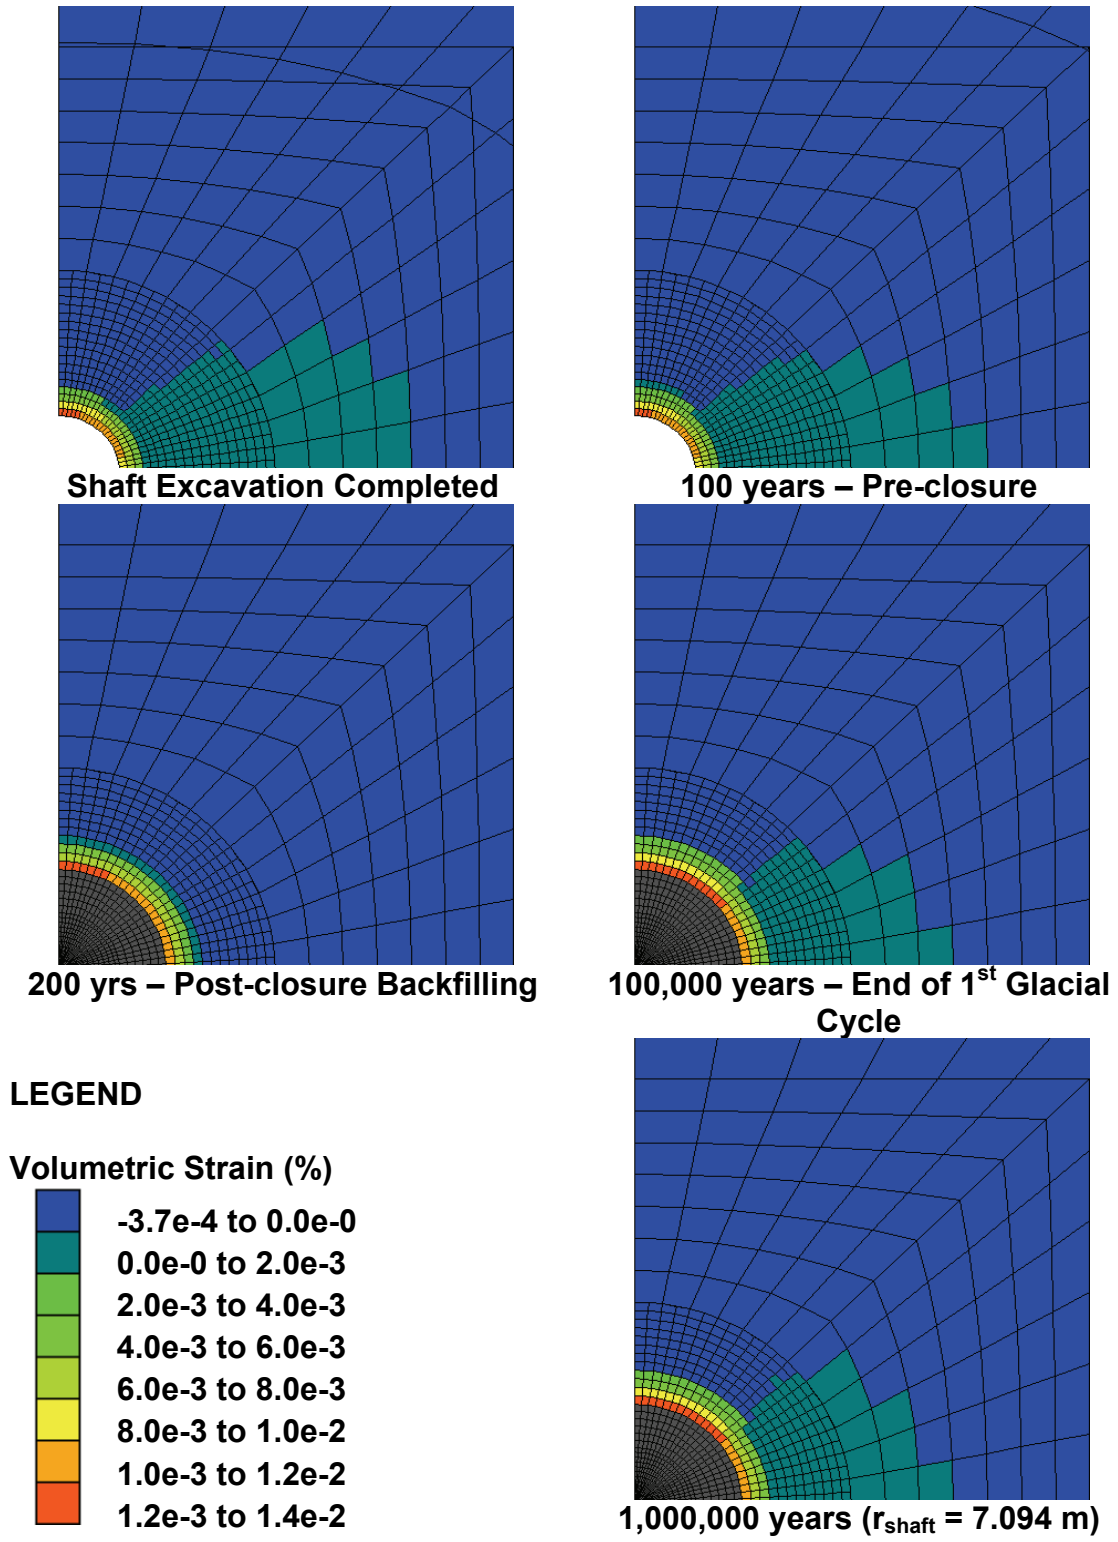 Shaft Excavation Completed
100 years – Pre-closure
200 yrs – Post-closure Backfilling
100,000 years – End of 1st Glacial
Cycle
LEGEND
Volumetric Strain (%)
-3.7e-4 to 0.0e-0
0.0e-0 to 2.0e-3
2.0e-3 to 4.0e-3
4.0e-3 to 6.0e-3
6.0e-3 to 8.0e-3
8.0e-3 to 1.0e-2
1.0e-3 to 1.2e-2
1.2e-3 to 1.4e-2
1,000,000 years (rshaft = 7.094 m)